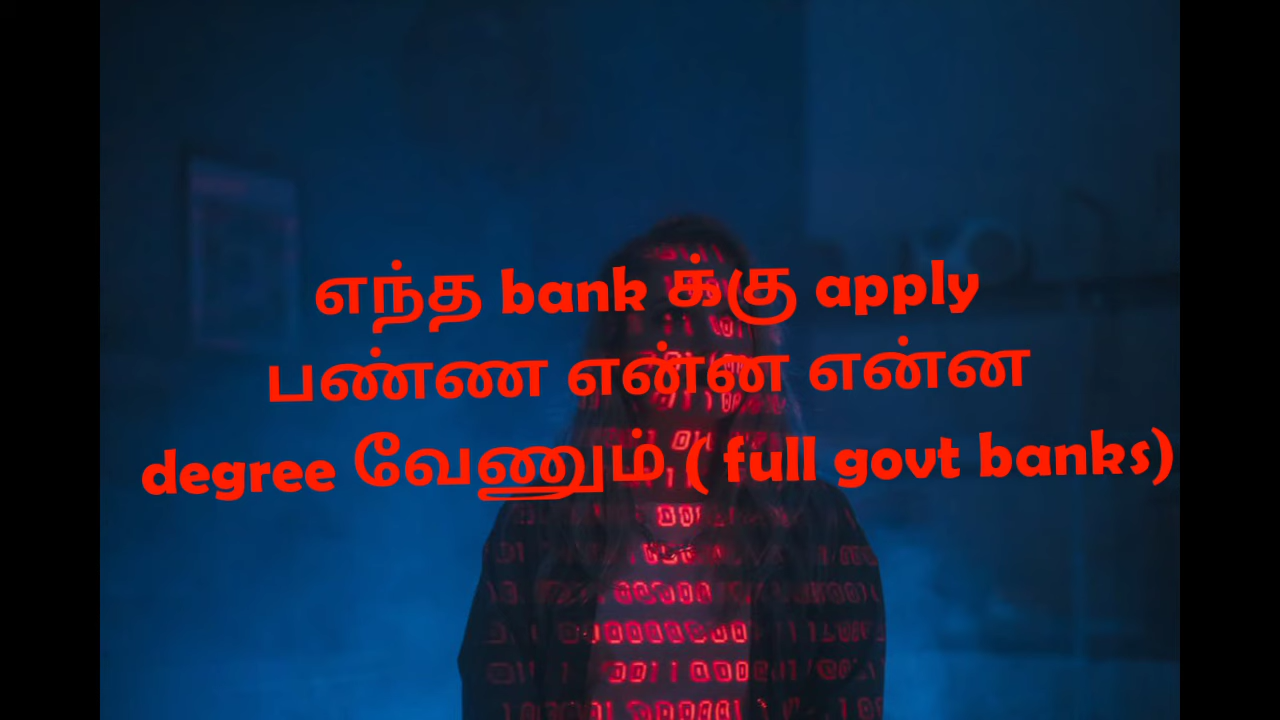 எந்த bank க்கு apply
பண்ண என்ன என்ன
degree வேணும் ( full govt banks)